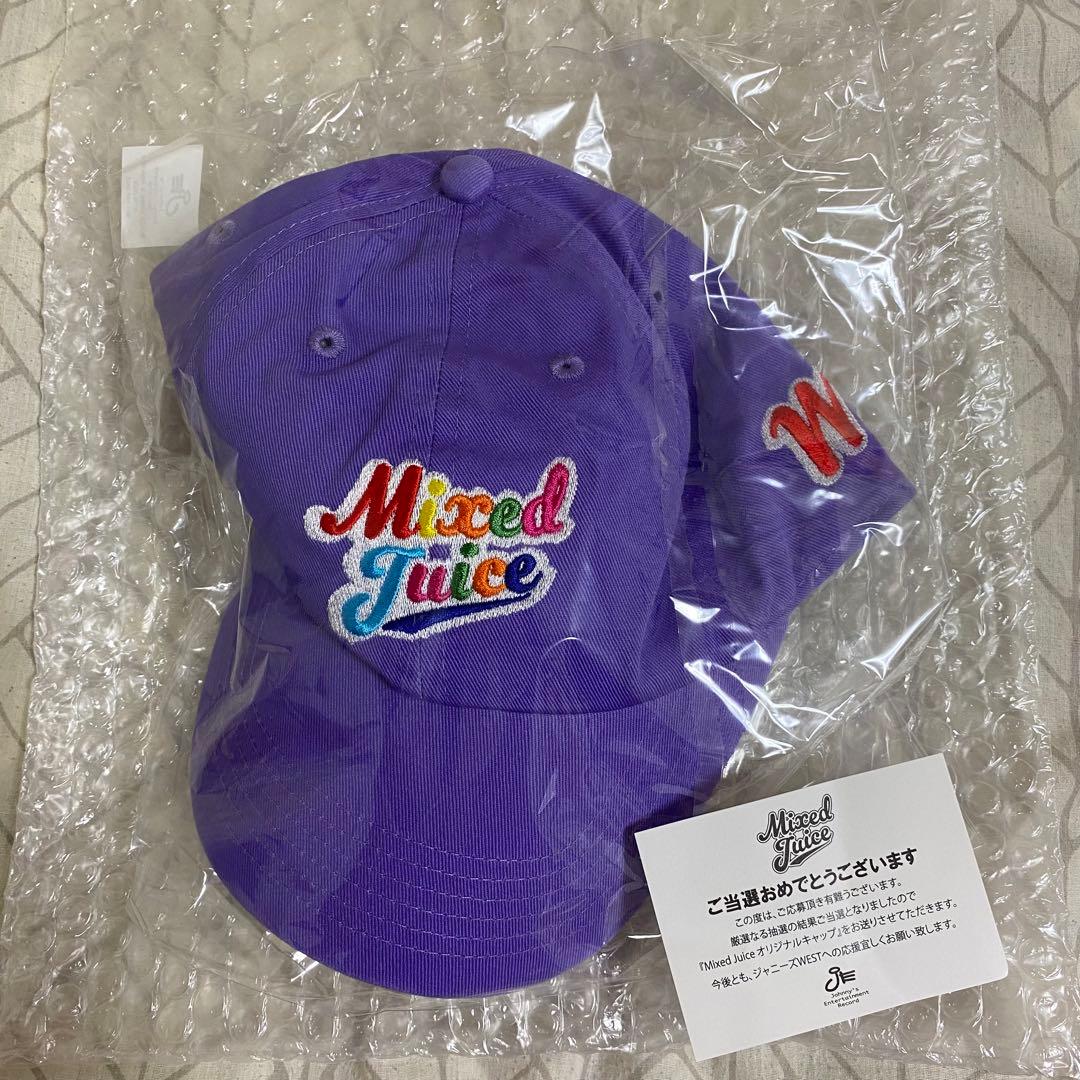 W
Mixed
Juice
Mixed
Juice
ご当選おめでとうございます
この度は、ご応募頂き有難うございます。
厳選なる抽選の結果ご当選となりましたので
『Mixed Juice オリジナルキャップ』をお送りさせてただきます。
今後とも、ジャニーズWESTへの応援宜しくお願い致します。
JE
Johnny's
Entertainment
Record